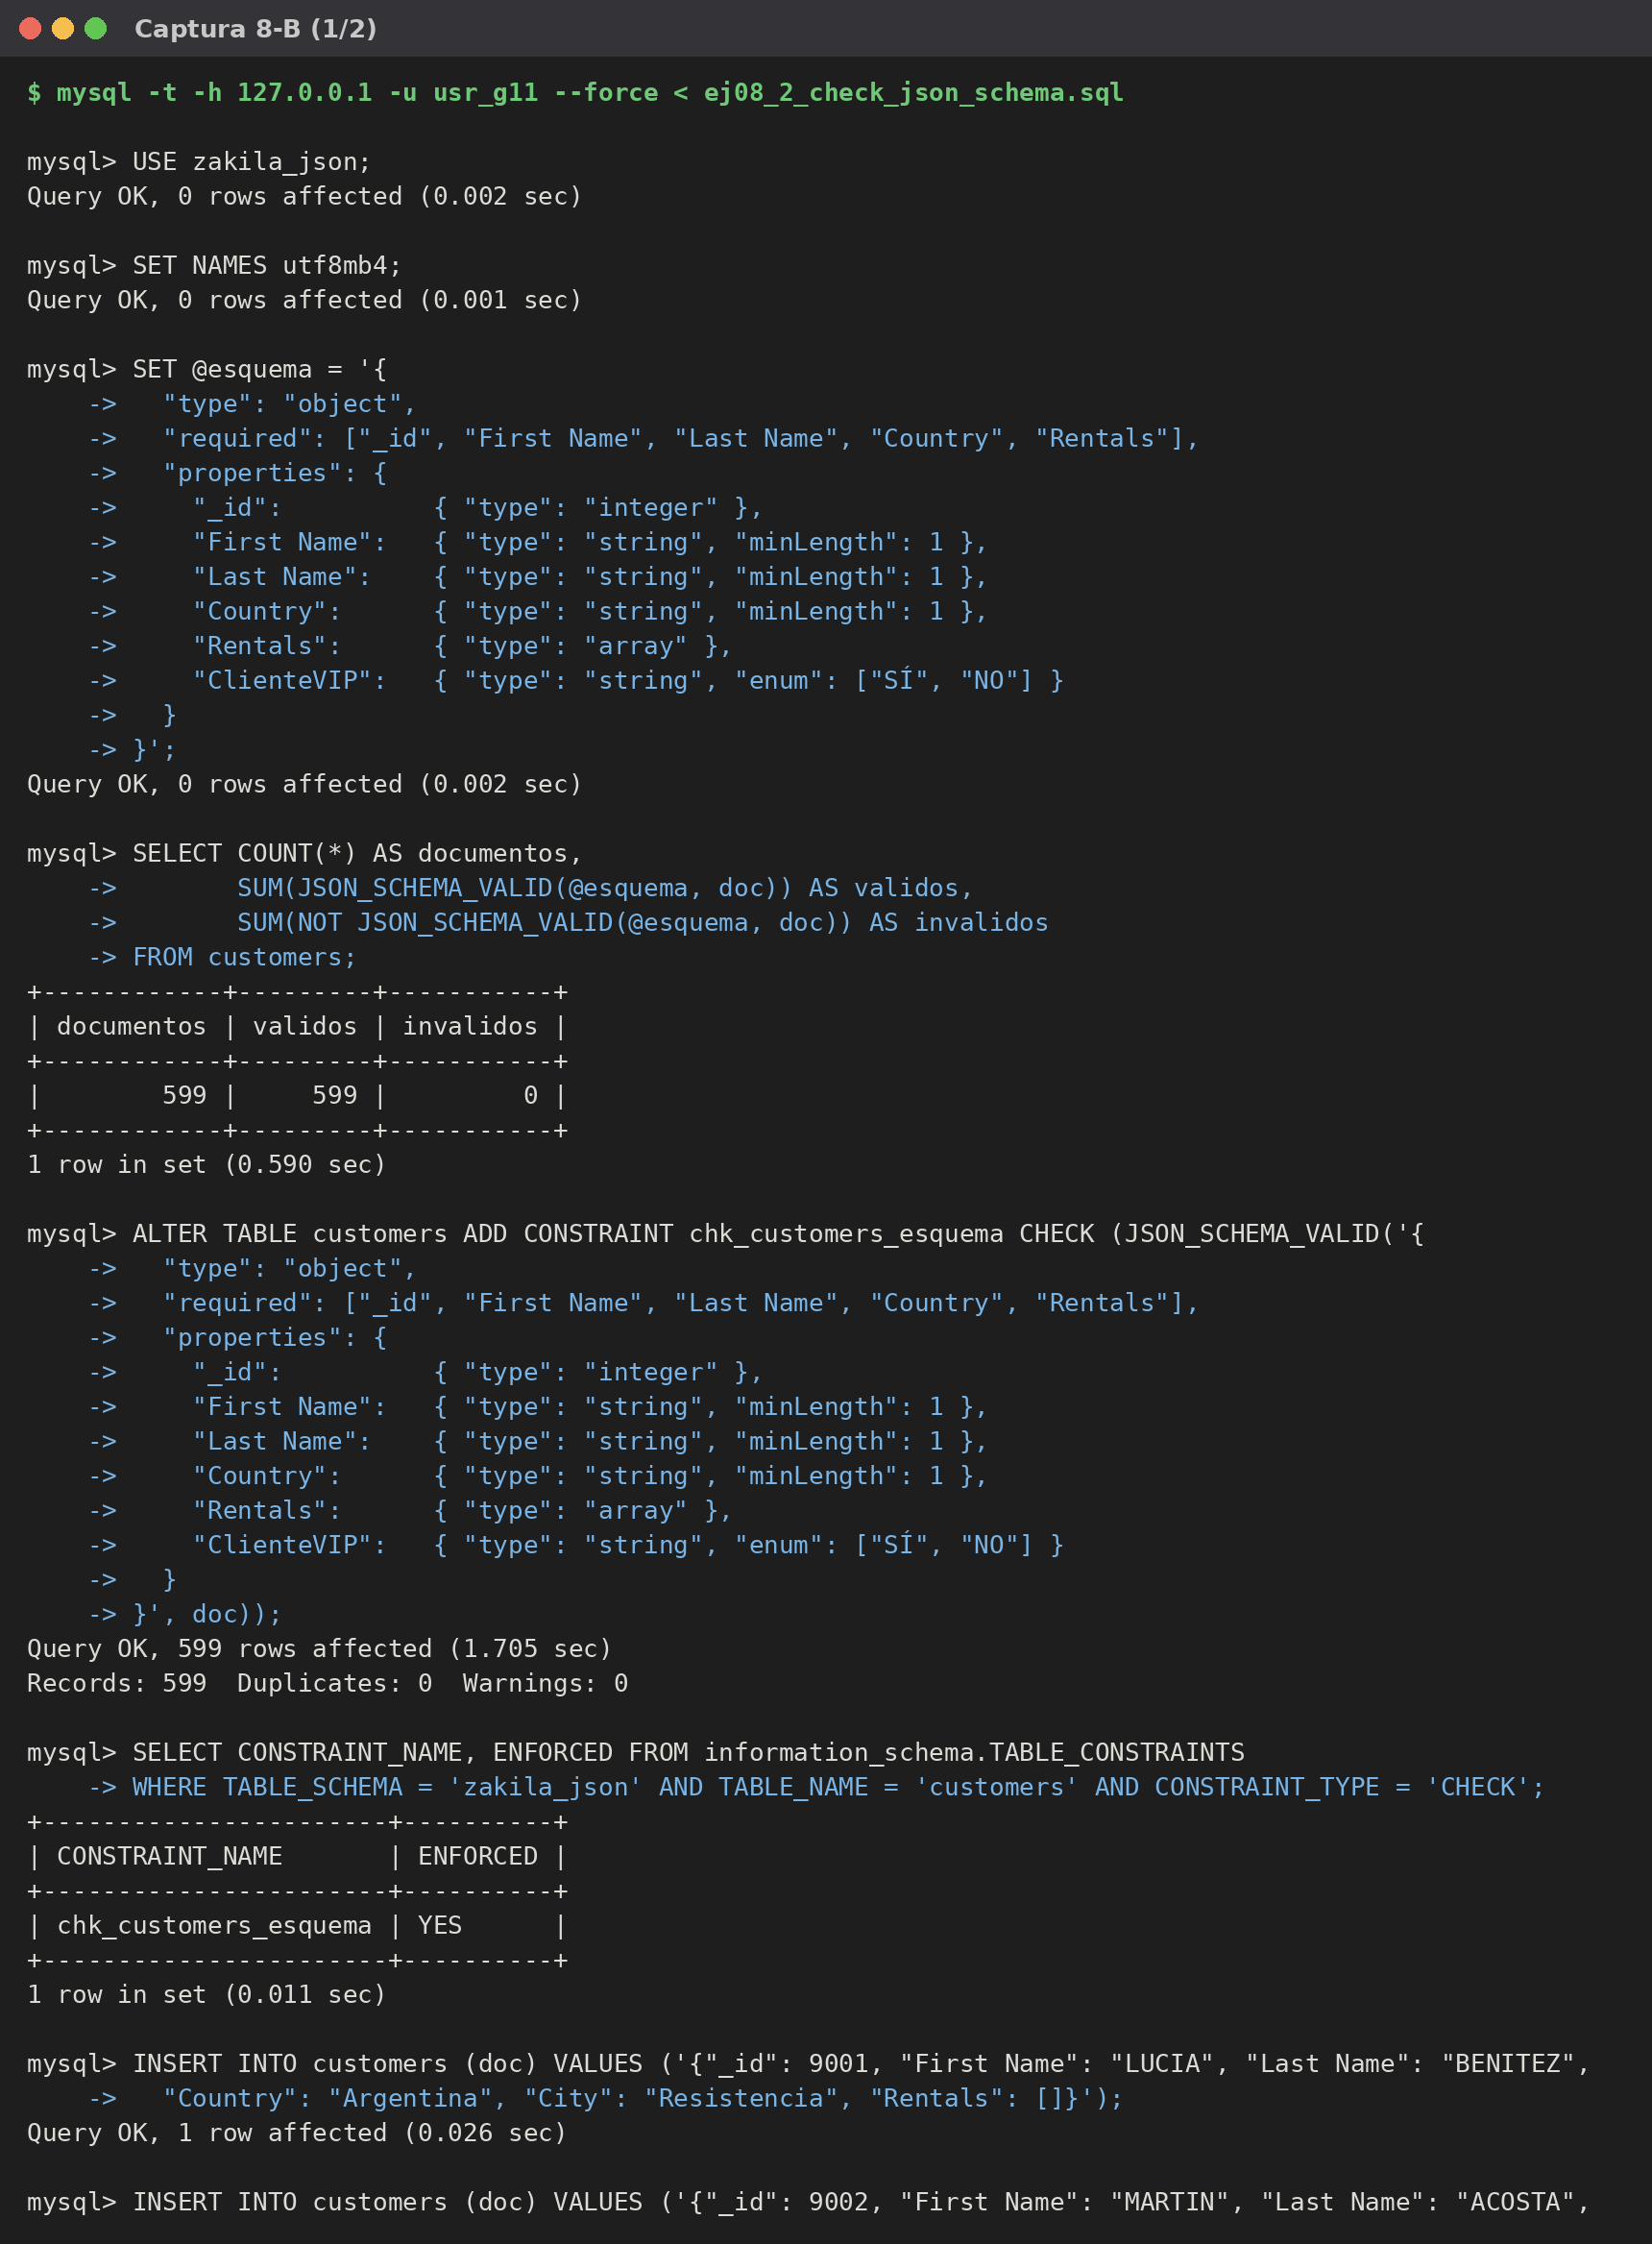 Captura 8-B (1/2)
$ mysql -t -h 127.0.0.1 -u usr_g11 --force < ej08_2_check_json_schema.sql
mysql> USE zakila_json;
Query OK, 0 rows affected (0.002 sec)
mysql> SET NAMES utf8mb4;
Query OK, 0 rows affected (0.001 sec)
mysql> SET @esquema = '{
    ->   "type": "object",
    ->   "required": ["_id", "First Name", "Last Name", "Country", "Rentals"],
    ->   "properties": {
    ->     "_id":          { "type": "integer" },
    ->     "First Name":   { "type": "string", "minLength": 1 },
    ->     "Last Name":    { "type": "string", "minLength": 1 },
    ->     "Country":      { "type": "string", "minLength": 1 },
    ->     "Rentals":      { "type": "array" },
    ->     "ClienteVIP":   { "type": "string", "enum": ["SÍ", "NO"] }
    ->   }
    -> }';
Query OK, 0 rows affected (0.002 sec)
mysql> SELECT COUNT(*) AS documentos,
    ->        SUM(JSON_SCHEMA_VALID(@esquema, doc)) AS validos,
    ->        SUM(NOT JSON_SCHEMA_VALID(@esquema, doc)) AS invalidos
    -> FROM customers;
+------------+---------+-----------+
| documentos | validos | invalidos |
+------------+---------+-----------+
|        599 |     599 |         0 |
+------------+---------+-----------+
1 row in set (0.590 sec)
mysql> ALTER TABLE customers ADD CONSTRAINT chk_customers_esquema CHECK (JSON_SCHEMA_VALID('{
    ->   "type": "object",
    ->   "required": ["_id", "First Name", "Last Name", "Country", "Rentals"],
    ->   "properties": {
    ->     "_id":          { "type": "integer" },
    ->     "First Name":   { "type": "string", "minLength": 1 },
    ->     "Last Name":    { "type": "string", "minLength": 1 },
    ->     "Country":      { "type": "string", "minLength": 1 },
    ->     "Rentals":      { "type": "array" },
    ->     "ClienteVIP":   { "type": "string", "enum": ["SÍ", "NO"] }
    ->   }
    -> }', doc));
Query OK, 599 rows affected (1.705 sec)
Records: 599  Duplicates: 0  Warnings: 0
mysql> SELECT CONSTRAINT_NAME, ENFORCED FROM information_schema.TABLE_CONSTRAINTS
    -> WHERE TABLE_SCHEMA = 'zakila_json' AND TABLE_NAME = 'customers' AND CONSTRAINT_TYPE = 'CHECK';
+-----------------------+----------+
| CONSTRAINT_NAME       | ENFORCED |
+-----------------------+----------+
| chk_customers_esquema | YES      |
+-----------------------+----------+
1 row in set (0.011 sec)
mysql> INSERT INTO customers (doc) VALUES ('{"_id": 9001, "First Name": "LUCIA", "Last Name": "BENITEZ",
    ->   "Country": "Argentina", "City": "Resistencia", "Rentals": []}');
Query OK, 1 row affected (0.026 sec)
mysql> INSERT INTO customers (doc) VALUES ('{"_id": 9002, "First Name": "MARTIN", "Last Name": "ACOSTA",